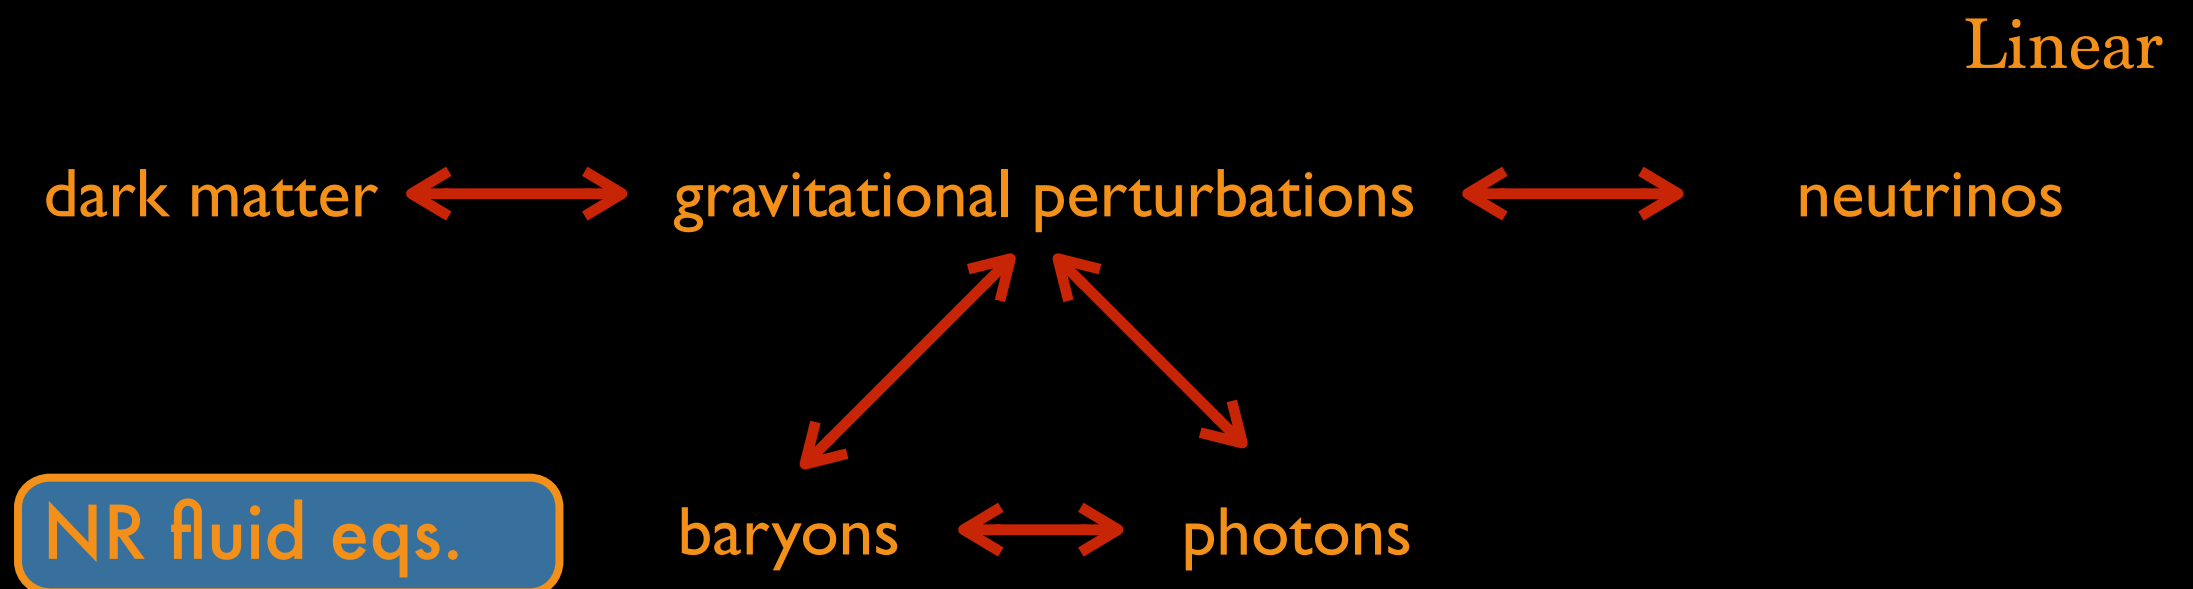 Linear
dark matter
gravitational perturbations
neutrinos
NR fluid eqs.
baryons
photons